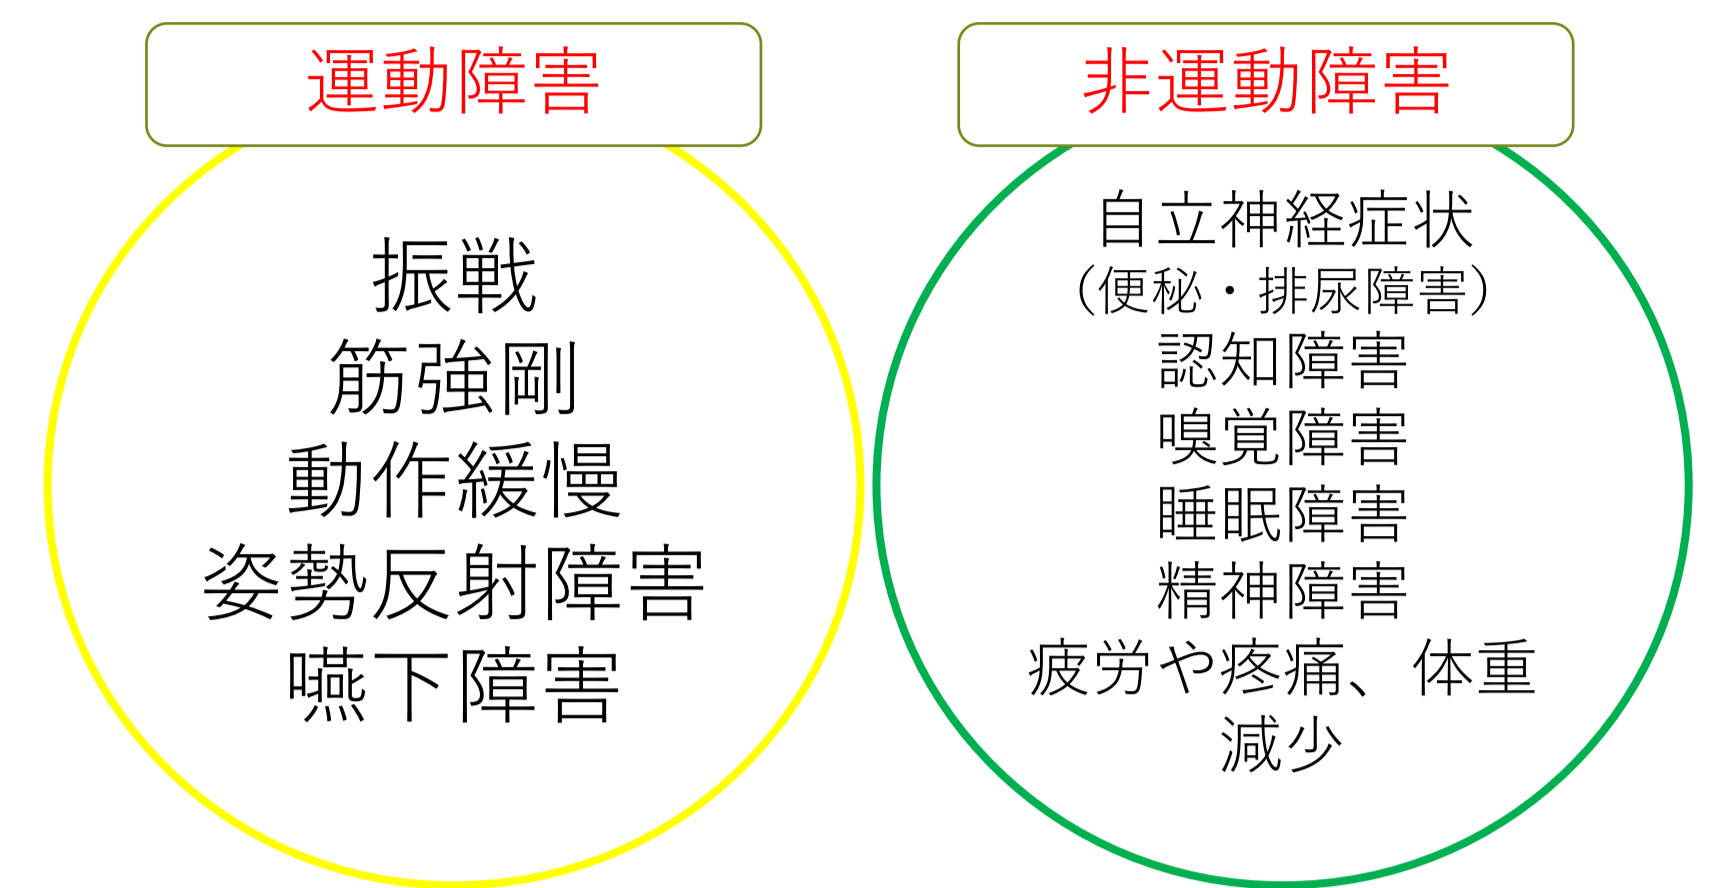 運動障害
振戦
筋強剛
動作緩慢
姿勢反射障害
嚥下障害
非運動障害
自立神経症状
（便秘・排尿障害）
認知障害
嗅覚障害
睡眠障害
精神障害
疲労や疼痛、体重
減少